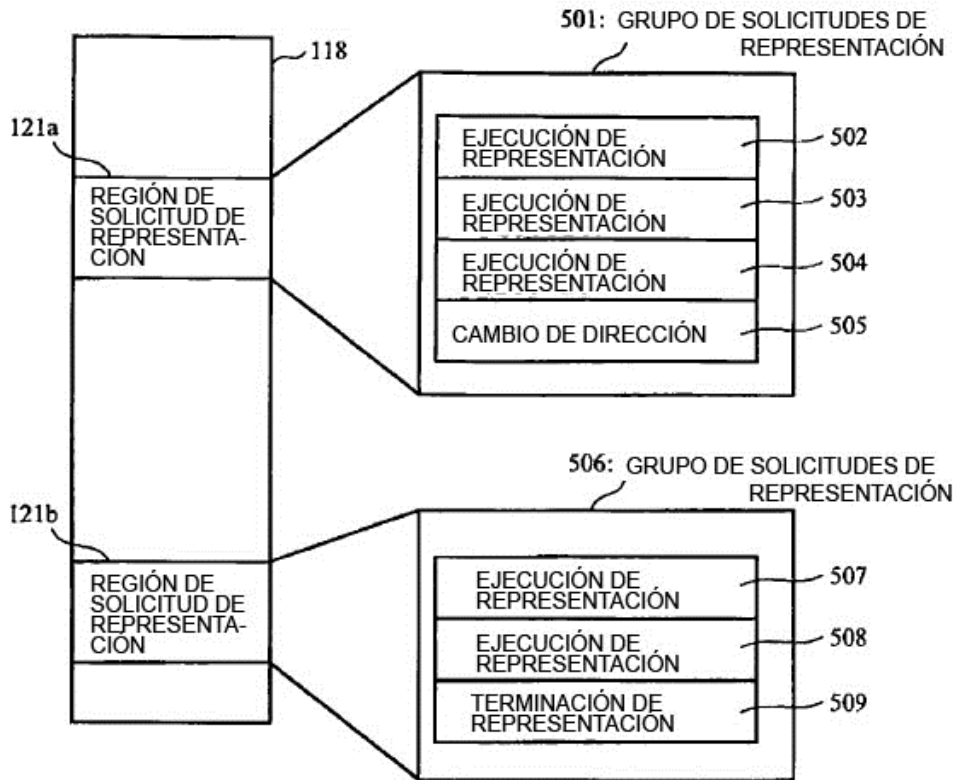 118
121a
REGIÓN DE
SOLICITUD DE
REPRESENTA-
CIÓN
121b
REGIÓN DE
SOLICITUD DE
REPRESENTA-
CIÓN
501: GRUPO DE SOLICITUDES DE
REPRESENTACIÓN
EJECUCIÓN DE
REPRESENTACIÓN
502
EJECUCIÓN DE
REPRESENTACIÓN
503
EJECUCIÓN DE
REPRESENTACIÓN
504
CAMBIO DE DIRECCIÓN
505
506: GRUPO DE SOLICITUDES DE
REPRESENTACIÓN
EJECUCIÓN DE
REPRESENTACIÓN
507
EJECUCIÓN DE
REPRESENTACIÓN
508
TERMINACIÓN DE
REPRESENTACIÓN
509